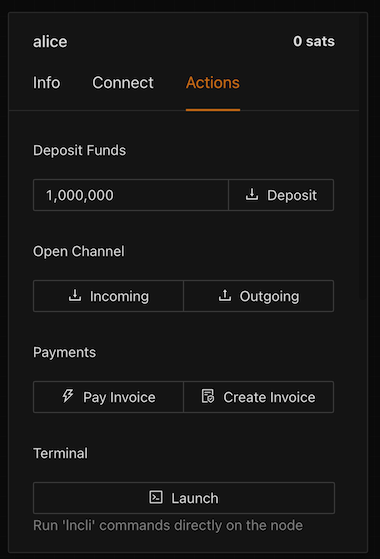 alice 0 sats
Info Connect Actions
Deposit Funds
1,000,000 Deposit
Open Channel
Incoming Outgoing
Payments
Pay Invoice Create Invoice
Terminal
Launch
Run 'lncli' commands directly on the node